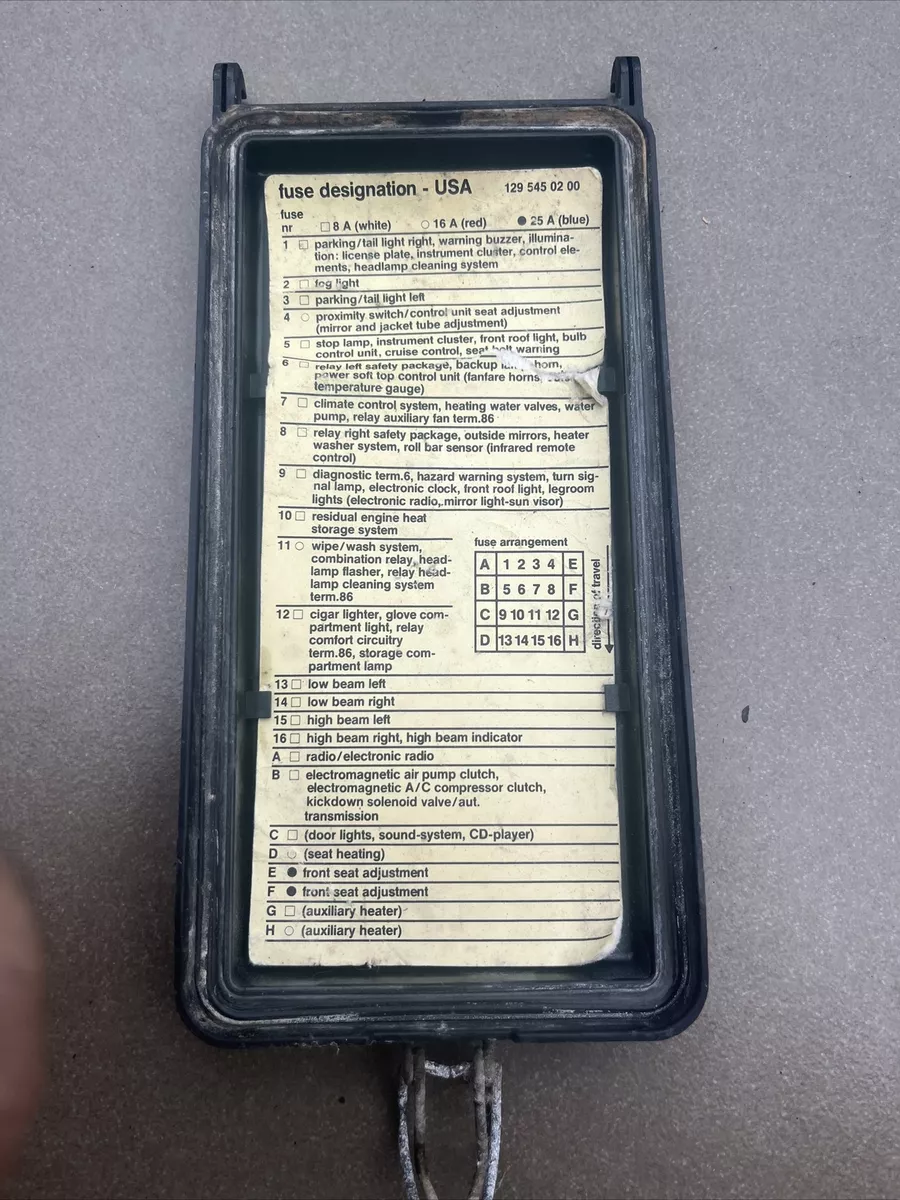 fuse designation - USA 129 545 02 00
fuse
nr □ 8 A (white) ○ 16 A (red) ● 25 A (blue)
1 □ parking/tail light right, warning buzzer, illumina-
tion: license plate, instrument cluster, control ele-
ments, headlamp cleaning system
2 □ fog light
3 □ parking/tail light left
4 ○ proximity switch/control unit seat adjustment
(mirror and jacket tube adjustment)
5 □ stop lamp, instrument cluster, front roof light, bulb
control unit, cruise control, seat belt warning
6 □ relay left safety package, backup horn,
power soft top control unit (fanfare horns,
temperature gauge)
7 □ climate control system, heating water valves, water
pump, relay auxiliary fan term.86
8 □ relay right safety package, outside mirrors, heater
washer system, roll bar sensor (infrared remote
control)
9 □ diagnostic term.6, hazard warning system, turn sig-
nal lamp, electronic clock, front roof light, legroom
lights (electronic radio, mirror light-sun visor)
10 □ residual engine heat
storage system
11 ○ wipe/wash system,
combination relay, head-
lamp flasher, relay head-
lamp cleaning system
term.86
12 □ cigar lighter, glove com-
partment light, relay
comfort circuitry
term.86, storage com-
partment lamp
fuse arrangement
A 1 2 3 4 E
B 5 6 7 8 F
C 9 10 11 12 G
D 13 14 15 16 H
direction of travel
13 □ low beam left
14 □ low beam right
15 □ high beam left
16 □ high beam right, high beam indicator
A □ radio/electronic radio
B □ electromagnetic air pump clutch,
electromagnetic A/C compressor clutch,
kickdown solenoid valve/aut.
transmission
C □ (door lights, sound-system, CD-player)
D ○ (seat heating)
E ● front seat adjustment
F ● front seat adjustment
G □ (auxiliary heater)
H ○ (auxiliary heater)